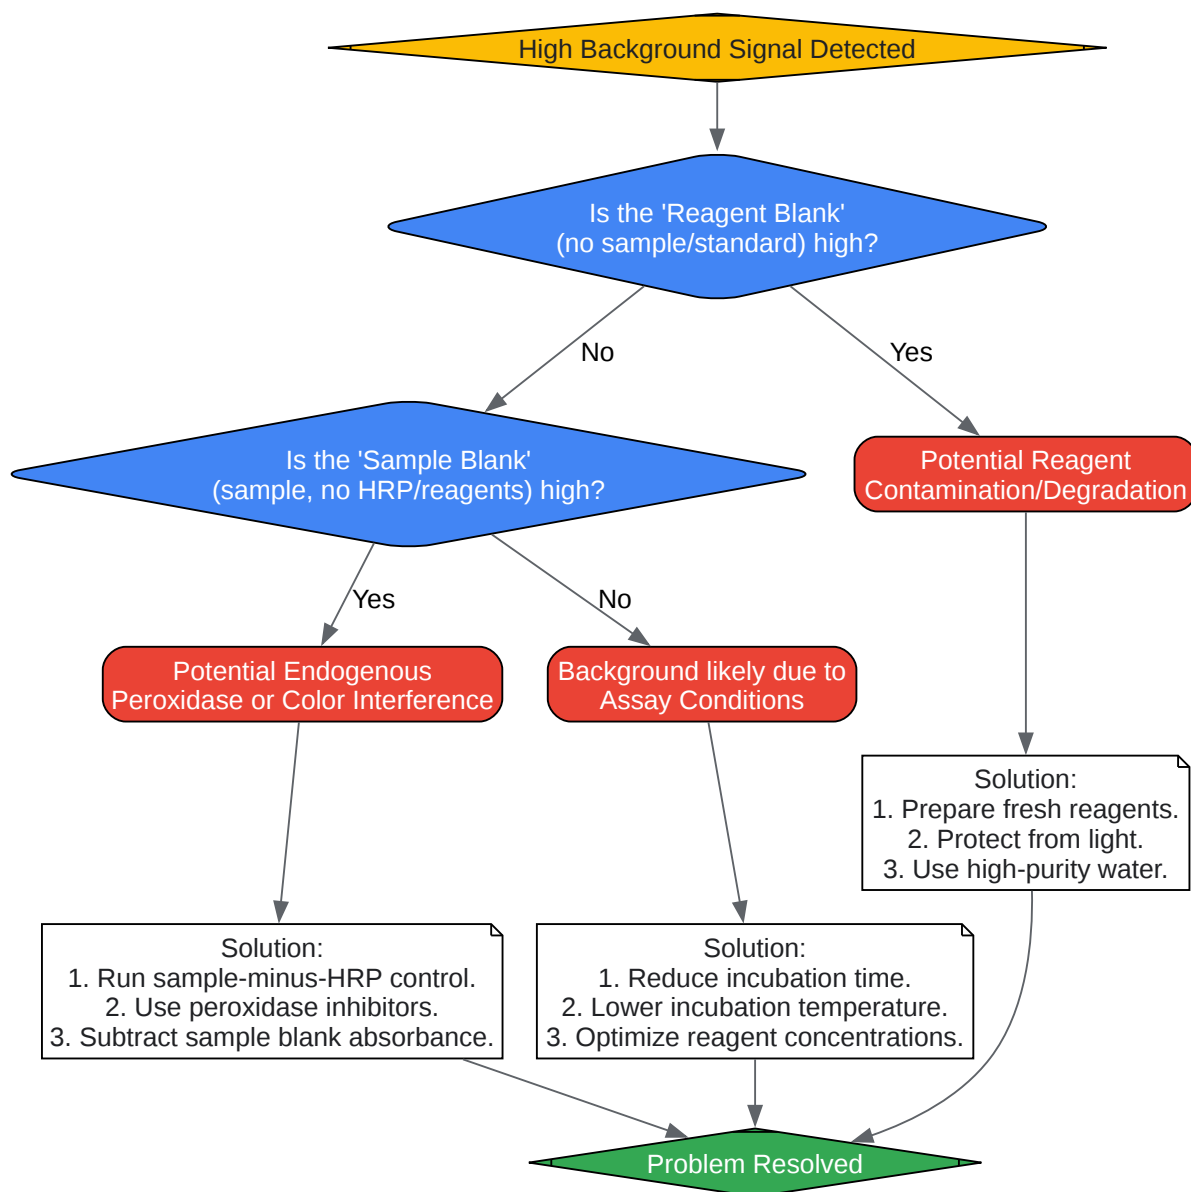 High Background Signal Detected
Is the 'Reagent Blank'
(no sample/standard) high?
No
Yes
Is the 'Sample Blank'
(sample, no HRP/reagents) high?
Potential Reagent
Contamination/Degradation
Yes
No
Potential Endogenous
Peroxidase or Color Interference
Background likely due to
Assay Conditions
Solution:
1. Prepare fresh reagents.
2. Protect from light.
3. Use high-purity water.
Solution:
1. Run sample-minus-HRP control.
2. Use peroxidase inhibitors.
3. Subtract sample blank absorbance.
Solution:
1. Reduce incubation time.
2. Lower incubation temperature.
3. Optimize reagent concentrations.
Problem Resolved